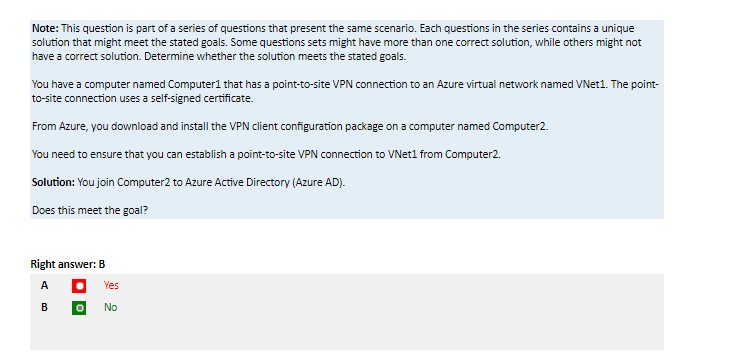 Note: This question is part of a series of questions that present the same scenario. Each questions in the series contains a unique
solution that might meet the stated goals. Some questions sets might have more than one correct solution, while others might not
have a correct solution. Determine whether the solution meets the stated goals.
You have a computer named Computer1 that has a point-to-site VPN connection to an Azure virtual network named VNet1. The point-
to-site connection uses a self-signed certificate.
From Azure, you download and install the VPN client configuration package on a computer named Computer2.
You need to ensure that you can establish a point-to-site VPN connection to VNet1 from Computer2.
Solution: You join Computer2 to Azure Active Directory (Azure AD).
Does this meet the goal?
Right answer: B
A Yes
B No